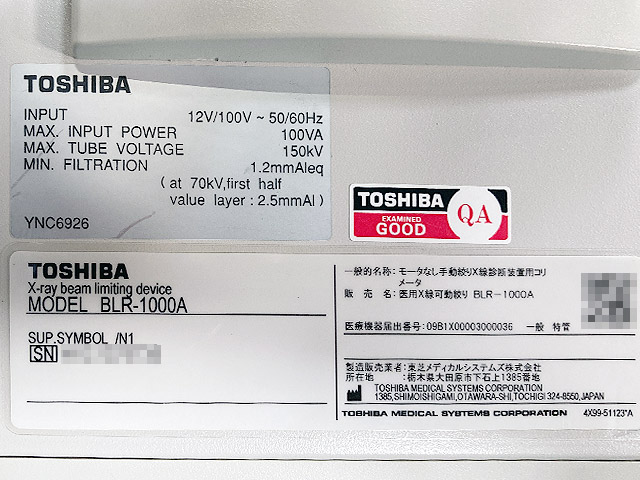 TOSHIBA
INPUT 12V/100V ~ 50/60Hz
MAX. INPUT POWER 100VA
MAX. TUBE VOLTAGE 150kV
MIN. FILTRATION 1.2mmAleq
( at 70kV,first half
value layer : 2.5mmAl )
YNC6926
TOSHIBA
EXAMINED
GOOD
QA
TOSHIBA
X-ray beam limiting device
MODEL BLR-1000A
SUP.SYMBOL /N1
SN
一般的名称：モータなし手動絞りX線診断装置用コリ
メータ
販 売 名：医用X線可動絞り BLR-1000A
医療機器届出番号：09B1X00003000036 一般 特管
製造販売業者：東芝メディカルシステムズ株式会社
所在地 ：栃木県大田原市下石上1385番地
TOSHIBA MEDICAL SYSTEMS CORPORATION
1385,SHIMOISHIGAMI,OTAWARA-SHI,TOCHIGI 324-8550,JAPAN
TOSHIBA MEDICAL SYSTEMS CORPORATION 4X99-51123*A